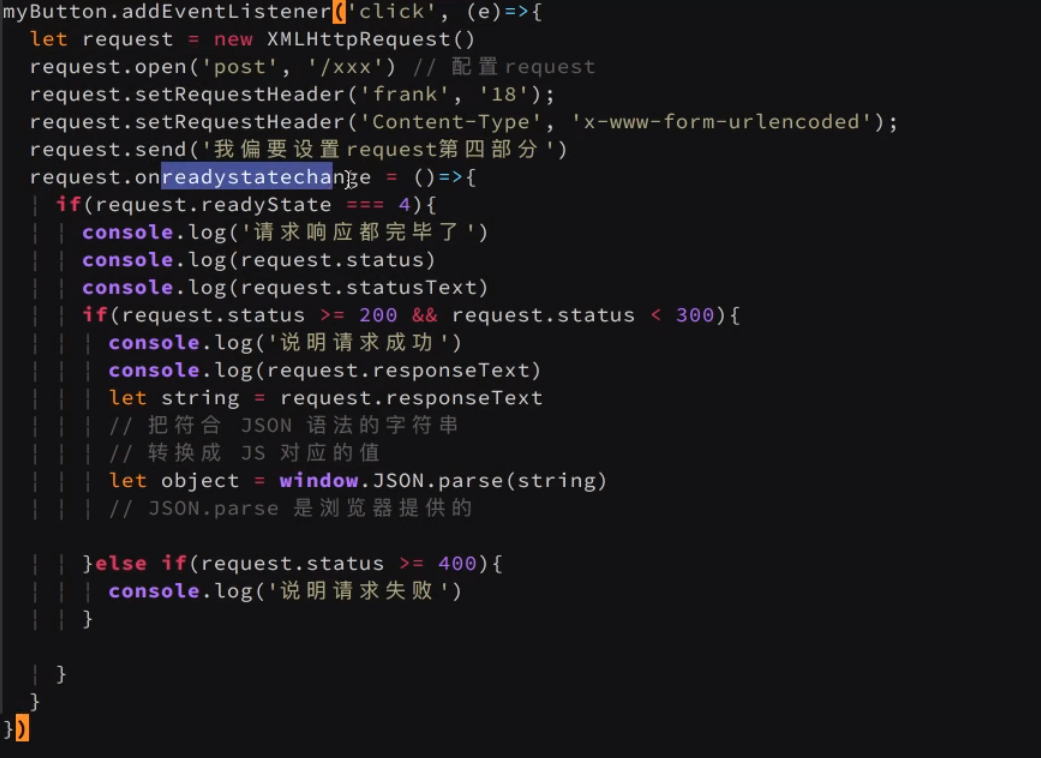 myButton.addEventListener('click', (e)=>{
let request = new XMLHttpRequest()
request.open('post', '/xxx') // 配置request
request.setRequestHeader('frank', '18');
request.setRequestHeader('Content-Type', 'x-www-form-urlencoded');
request.send('我偏要设置request第四部分')
request.onreadystatechange = ()=>{
if(request.readyState === 4){
console.log('请求响应都完毕了')
console.log(request.status)
console.log(request.statusText)
if(request.status >= 200 && request.status < 300){
console.log('说明请求成功')
console.log(request.responseText)
let string = request.responseText
// 把符合 JSON 语法的字符串
// 转换成 JS 对应的值
let object = window.JSON.parse(string)
// JSON.parse 是浏览器提供的
}else if(request.status >= 400){
console.log('说明请求失败')
}
}
}
})